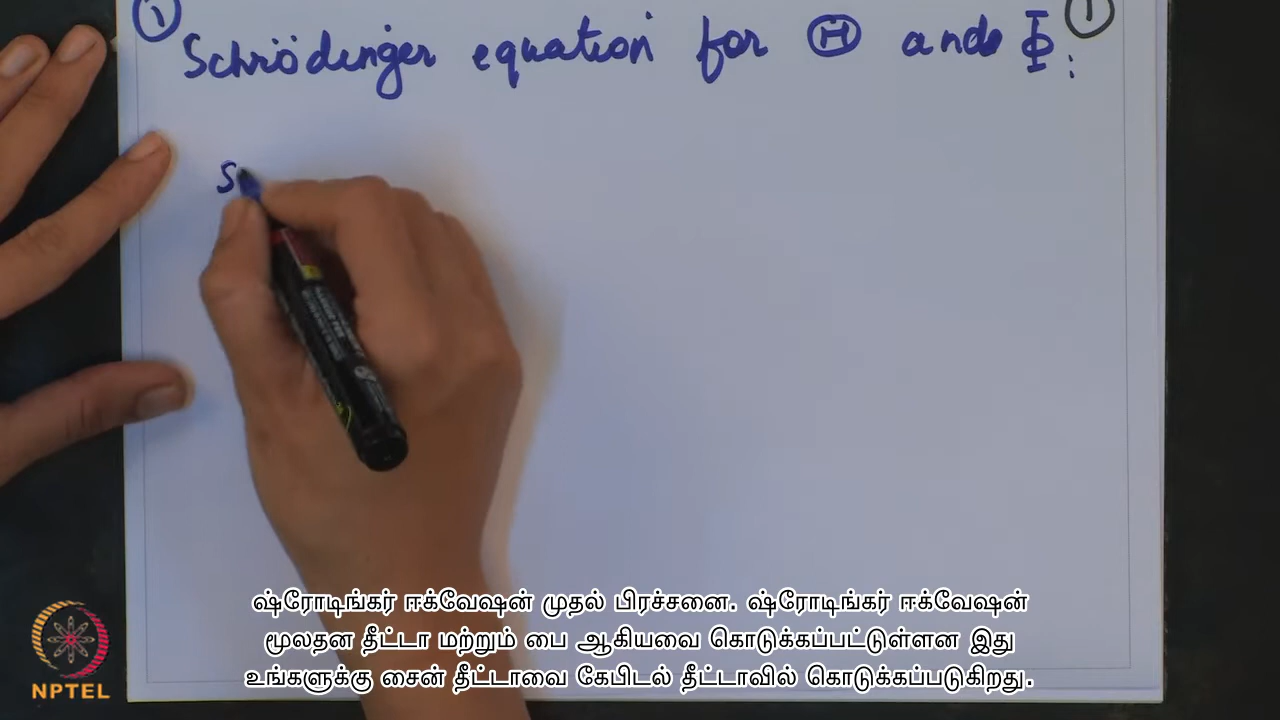 ① Schrödinger equation for Ⓗ and Φ: ①
S
ஷ்ரோடிங்கர் ஈக்வேஷன் முதல் பிரச்சனை. ஷ்ரோடிங்கர் ஈக்வேஷன்
மூலதன தீட்டா மற்றும் பை ஆகியவை கொடுக்கப்பட்டுள்ளன இது
உங்களுக்கு சைன் தீட்டாவை கேபிடல் தீட்டாவில் கொடுக்கப்படுகிறது.
NPTEL